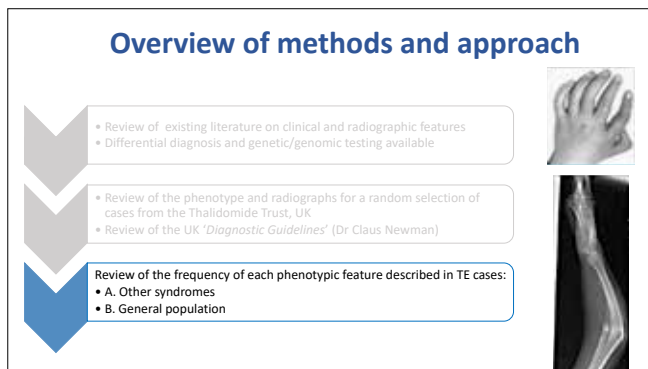 Overview of methods and approach
• Review of existing literature on clinical and radiographic features
• Differential diagnosis and genetic/genomic testing available
• Review of the phenotype and radiographs for a random selection of
cases from the Thalidomide Trust, UK
• Review of the UK ‘Diagnostic Guidelines’ (Dr Claus Newman)
Review of the frequency of each phenotypic feature described in TE cases:
• A. Other syndromes
• B. General population